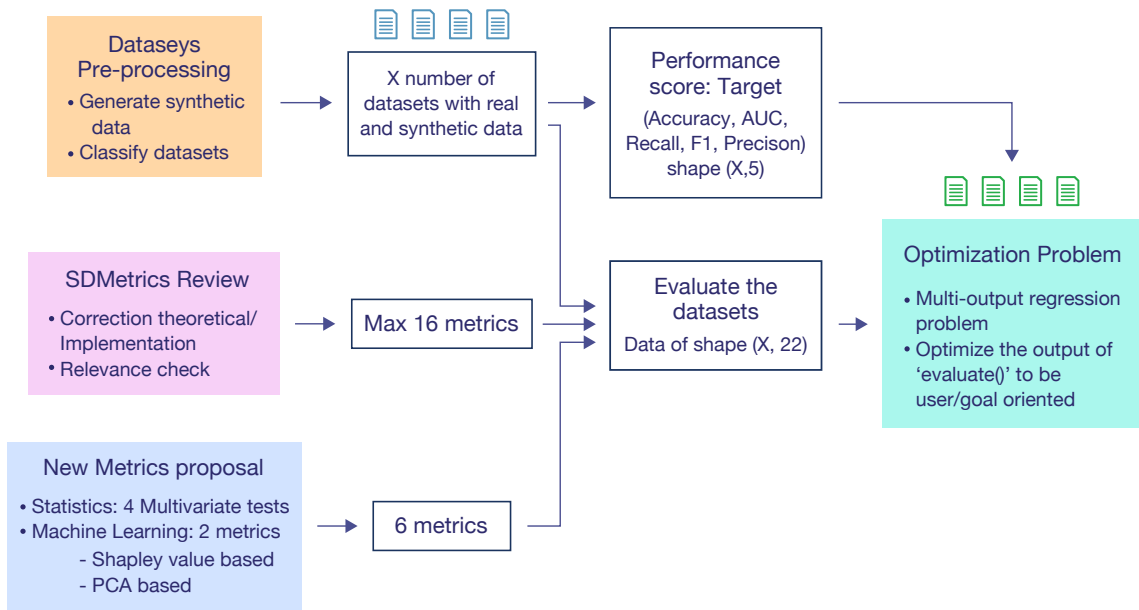 Dataseys
Pre-processing
• Generate synthetic
data
• Classify datasets
X number of
datasets with real
and synthetic data
Performance
score: Target
(Accuracy, AUC,
Recall, F1, Precison)
shape (X,5)
SDMetrics Review
• Correction theoretical/
Implementation
• Relevance check
Max 16 metrics
Evaluate the
datasets
Data of shape (X, 22)
Optimization Problem
• Multi-output regression
problem
• Optimize the output of
‘evaluate()’ to be
user/goal oriented
New Metrics proposal
• Statistics: 4 Multivariate tests
• Machine Learning: 2 metrics
- Shapley value based
- PCA based
6 metrics